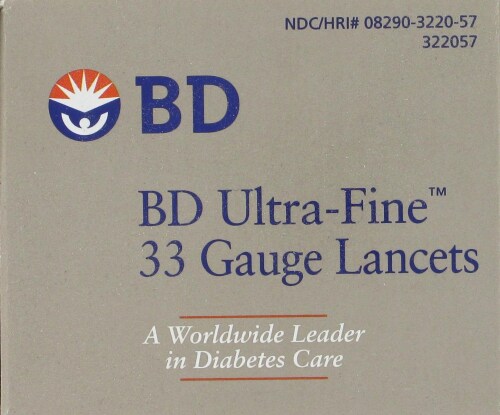 NDC/HRI# 08290-3220-57
322057
BD
BD Ultra-Fine™
33 Gauge Lancets
A Worldwide Leader
in Diabetes Care